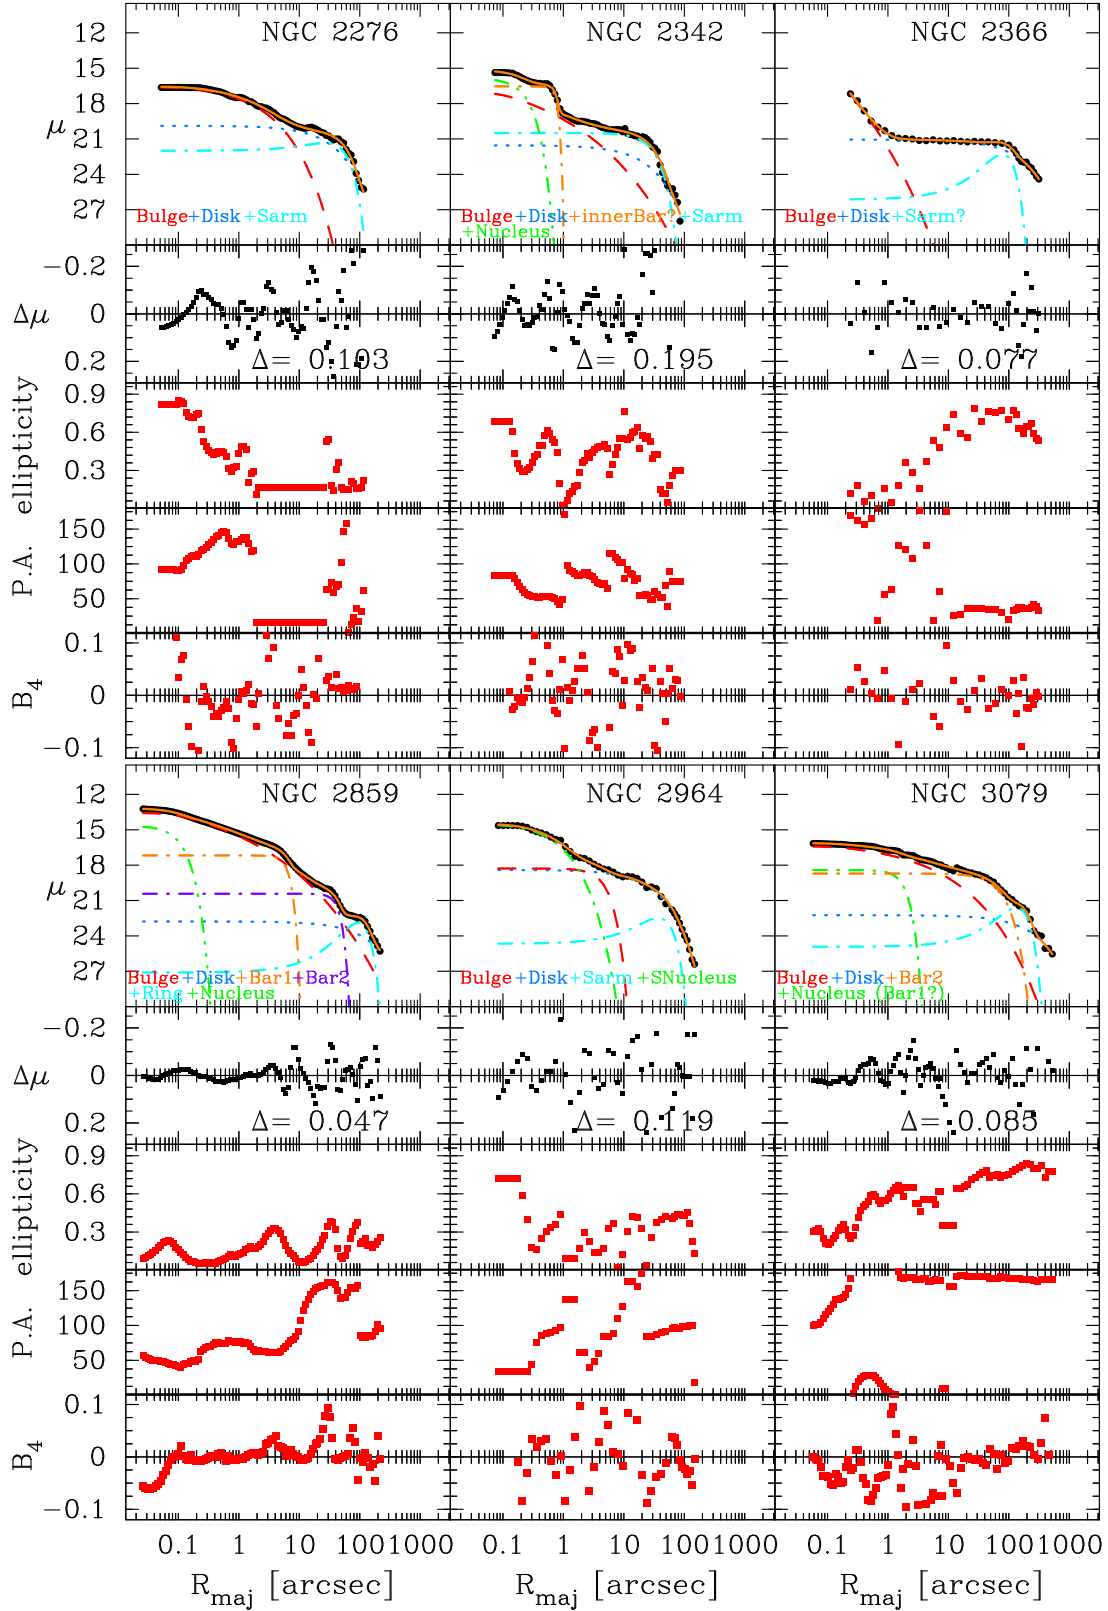 NGC 2276 NGC 2342 NGC 2366
12
15
18
μ 21
24
27
Bulge+Disk+Sarm Bulge+Disk+innerBar?+Sarm Bulge+Disk+Sarm?
+Nucleus
−0.2
Δμ 0
0.2
Δ= 0.103 Δ= 0.195 Δ= 0.077
ellipticity
0.9
0.6
0.3
P.A.
150
100
50
B4
0.1
0
−0.1
NGC 2859 NGC 2964 NGC 3079
12
15
18
μ 21
24
27
Bulge+Disk+Bar1+Bar2 Bulge+Disk+Sarm+SNucleus Bulge+Disk+Bar2
+Ring+Nucleus +Nucleus (Bar1?)
−0.2
Δμ 0
0.2
Δ= 0.047 Δ= 0.119 Δ= 0.085
ellipticity
0.9
0.6
0.3
P.A.
150
100
50
B4
0.1
0
−0.1
0.1 1 10 100 1000 0.1 1 10 100 1000 0.1 1 10 100 1000
Rmaj [arcsec] Rmaj [arcsec] Rmaj [arcsec]